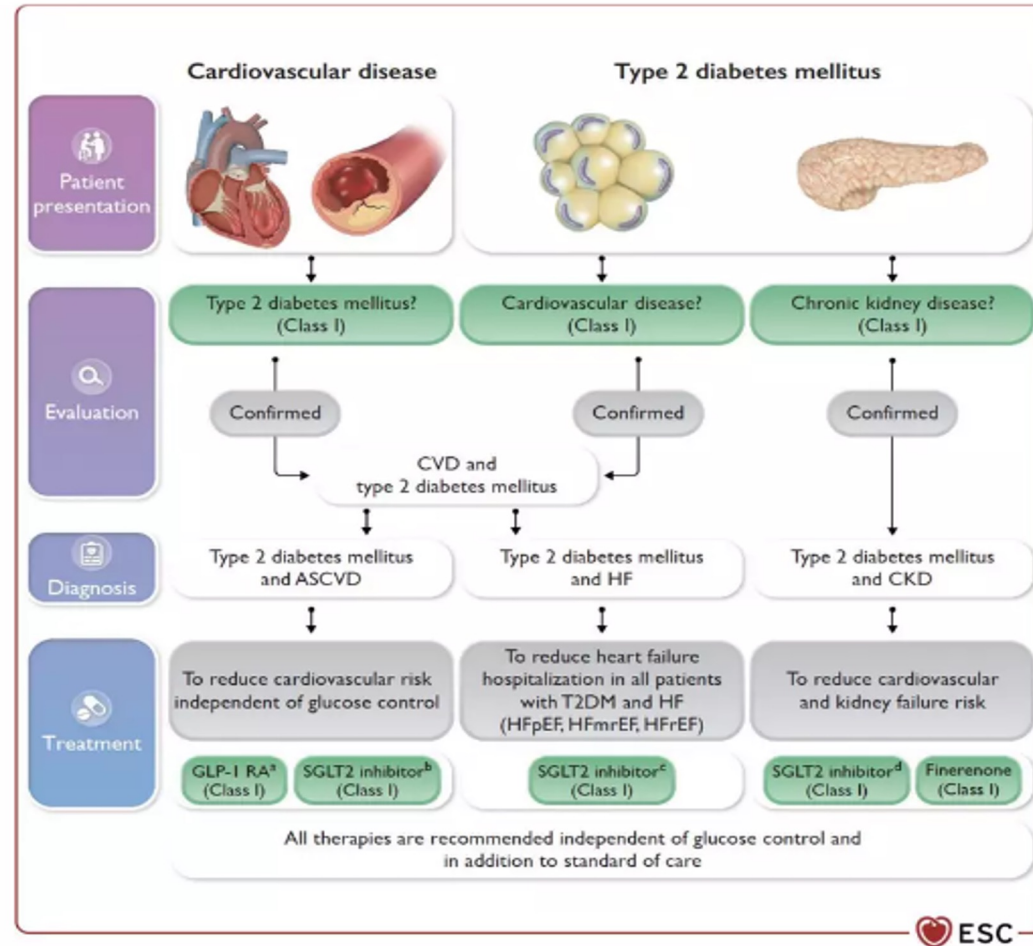 Cardiovascular disease
Type 2 diabetes mellitus
Patient
presentation
Type 2 diabetes mellitus?
(Class I)
Cardiovascular disease?
(Class I)
Chronic kidney disease?
(Class I)
Evaluation
Confirmed
Confirmed
Confirmed
CVD and
type 2 diabetes mellitus
Diagnosis
Type 2 diabetes mellitus
and ASCVD
Type 2 diabetes mellitus
and HF
Type 2 diabetes mellitus
and CKD
Treatment
To reduce cardiovascular risk
independent of glucose control
To reduce heart failure
hospitalization in all patients
with T2DM and HF
(HFpEF, HFmrEF, HFrEF)
To reduce cardiovascular
and kidney failure risk
GLP-1 RAᵃ
(Class I)
SGLT2 inhibitorᵇ
(Class I)
SGLT2 inhibitorᶜ
(Class I)
SGLT2 inhibitorᵈ
(Class I)
Finerenone
(Class I)
All therapies are recommended independent of glucose control and
in addition to standard of care
ESC